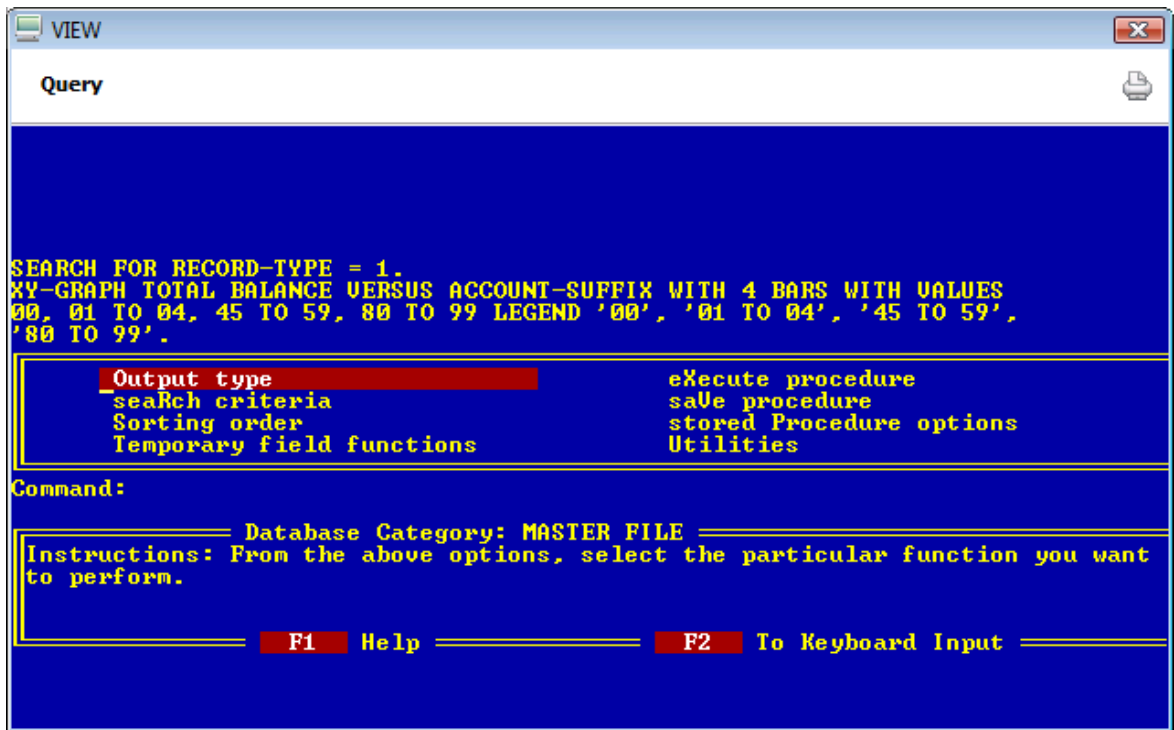 VIEW
Query
SEARCH FOR RECORD-TYPE = 1.
XY-GRAPH TOTAL BALANCE VERSUS ACCOUNT-SUFFIX WITH 4 BARS WITH VALUES
00, 01 TO 04, 45 TO 59, 80 TO 99 LEGEND '00', '01 TO 04', '45 TO 59',
'80 TO 99'.
Output type eXecute procedure
seaRch criteria saVe procedure
Sorting order stored Procedure options
Temporary field functions Utilities
Command:
Database Category: MASTER FILE
Instructions: From the above options, select the particular function you want
to perform.
F1 Help F2 To Keyboard Input